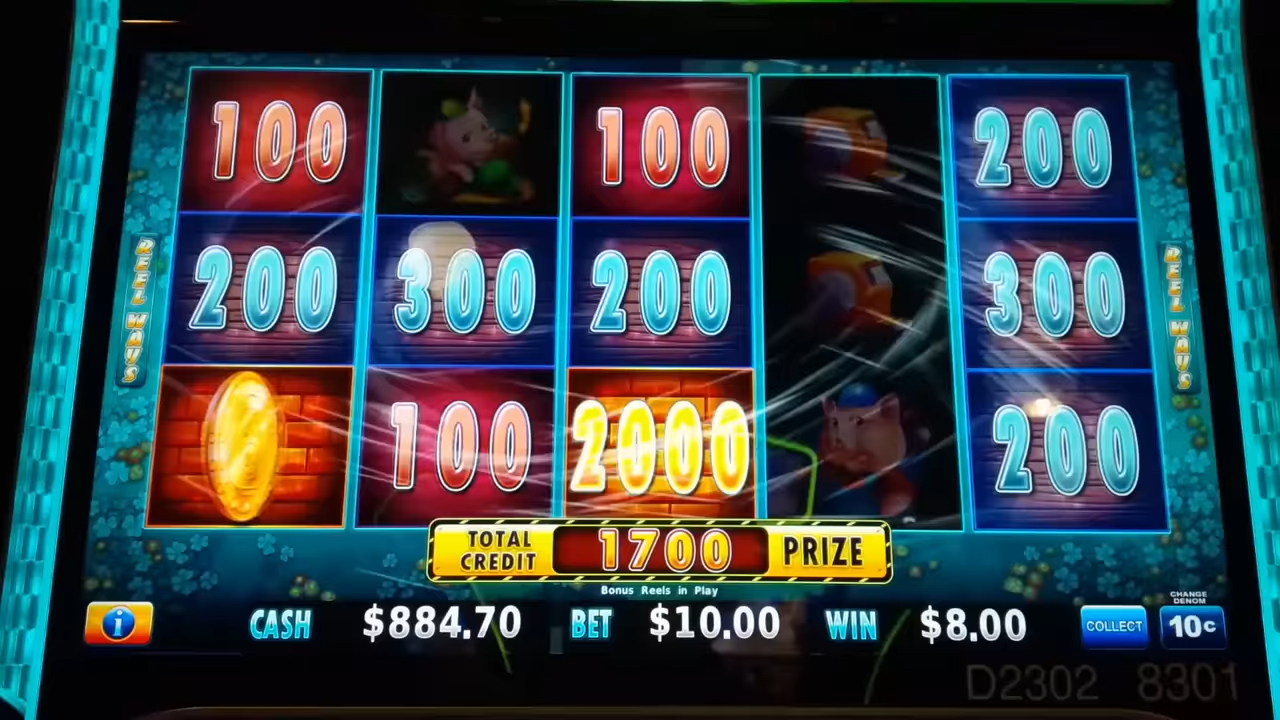 100 100 200
200 300 200 300
100 2000 200
REEL WAYS
REEL WAYS
TOTAL CREDIT 1700 PRIZE
Bonus Reels in Play
CASH $884.70 BET $10.00 WIN $8.00 COLLECT CHANGE DENOM 10¢
D2302 8301